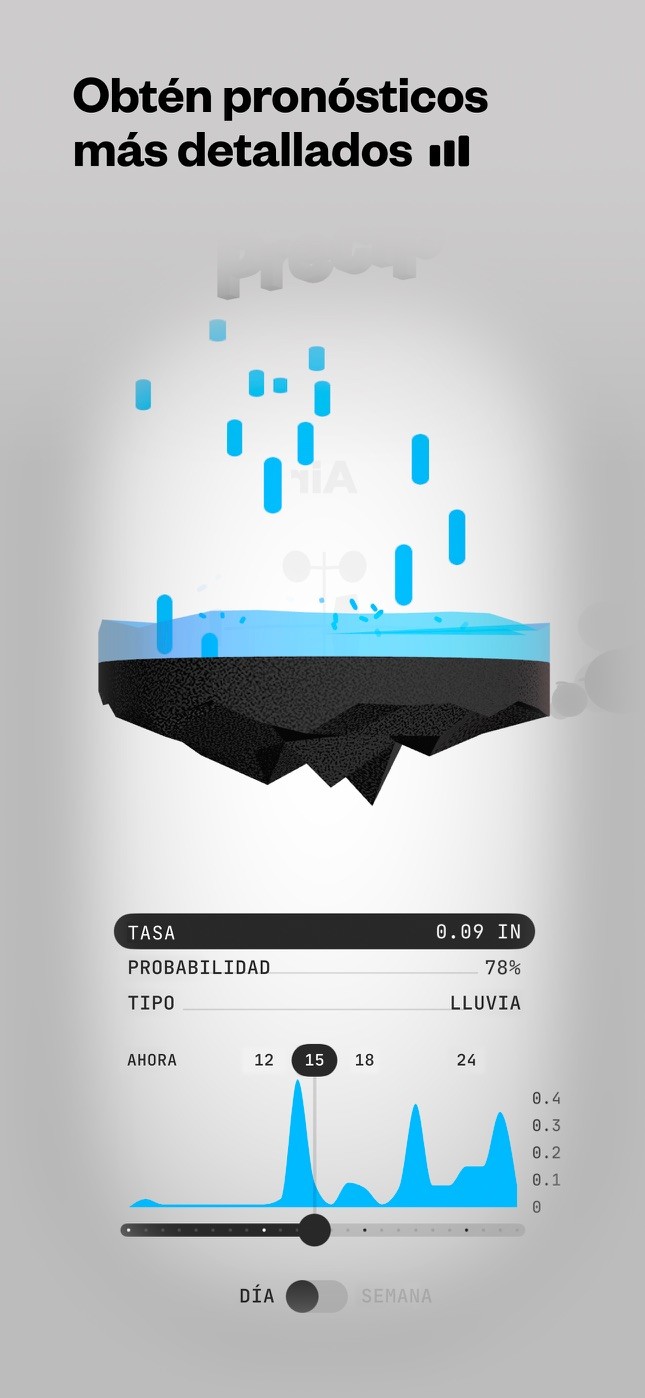 Obtén pronósticos
más detallados
Air
TASA 0.09 IN
PROBABILIDAD 78%
TIPO LLUVIA
AHORA 12 15 18 24
0.4
0.3
0.2
0.1
0
DÍA SEMANA